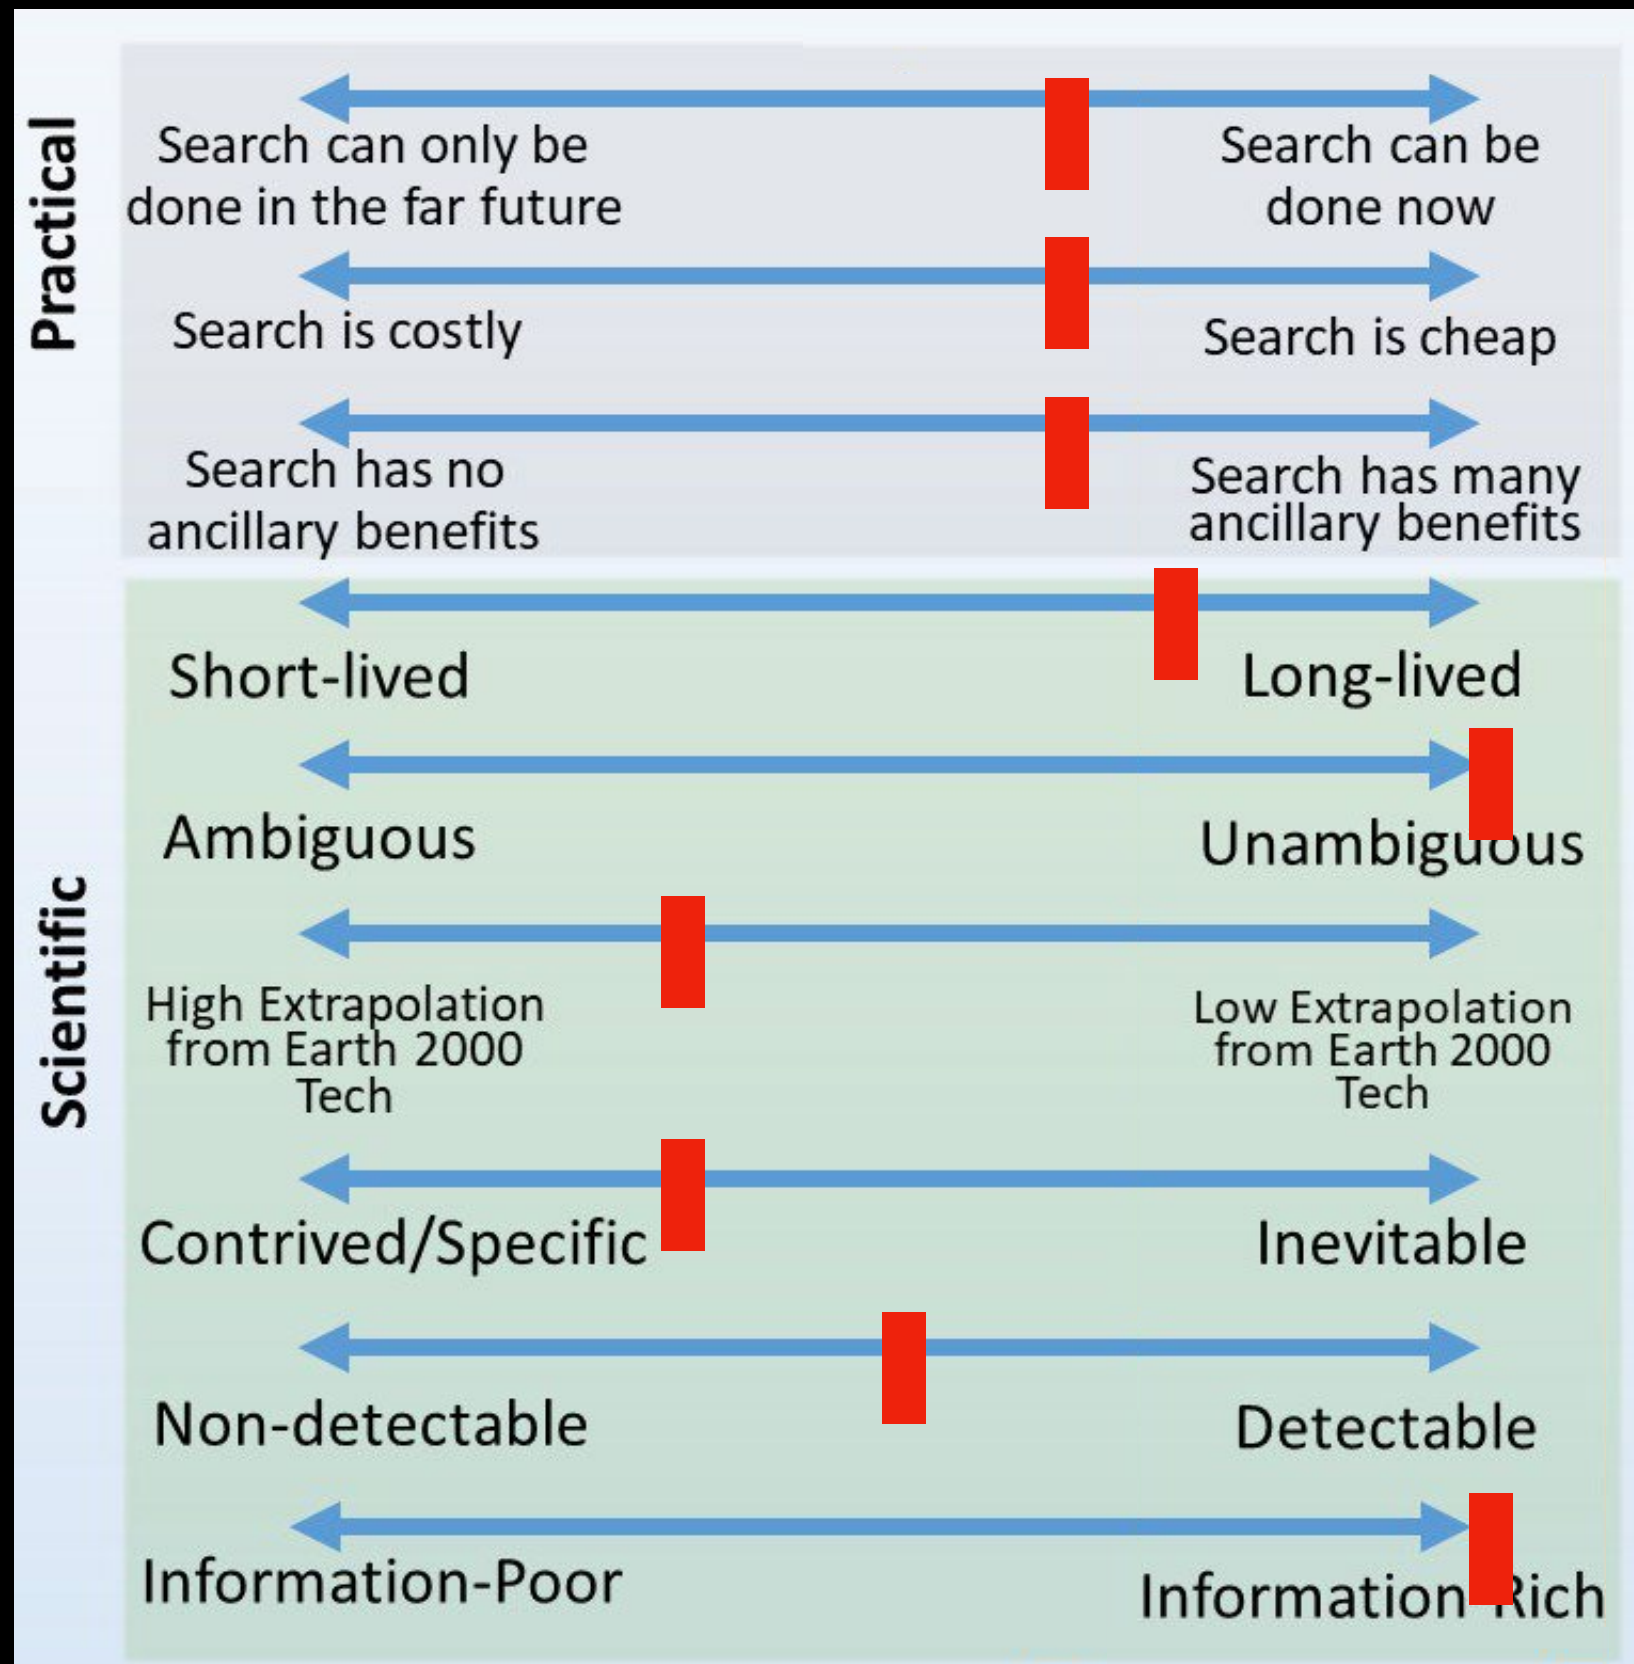 Practical
Search can only be
done in the far future
Search can be
done now
Search is costly
Search is cheap
Search has no
ancillary benefits
Search has many
ancillary benefits
Scientific
Short-lived
Long-lived
Ambiguous
Unambiguous
High Extrapolation
from Earth 2000
Tech
Low Extrapolation
from Earth 2000
Tech
Contrived/Specific
Inevitable
Non-detectable
Detectable
Information-Poor
Information Rich